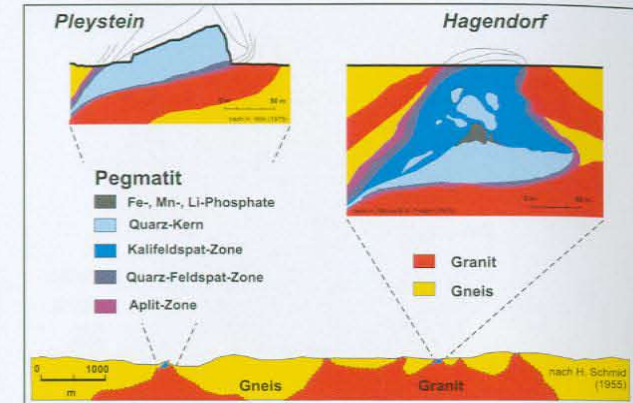 Pleystein
Hagendorf
50 m
Pegmatit
Fe-, Mn-, Li-Phosphate
Quarz-Kern
Kalifeldspat-Zone
Quarz-Feldspat-Zone
Aplit-Zone
Granit
Gneis
0 1000
m
Gneis
Granit
nach H. Schmid
(1955)